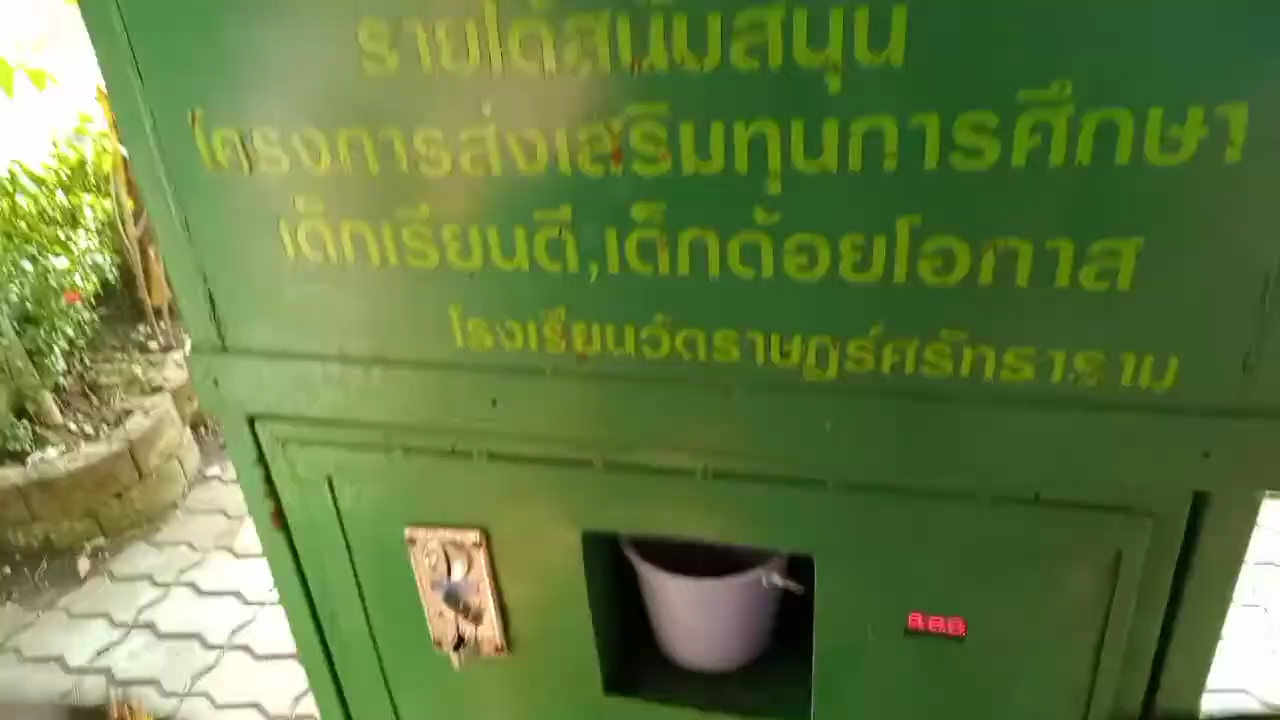 รายได้สนับสนุน
โครงการส่งเสริมทุนการศึกษา
เด็กเรียนดี,เด็กด้อยโอกาส
โรงเรียนวัดราษฎร์ศรัทธาราม